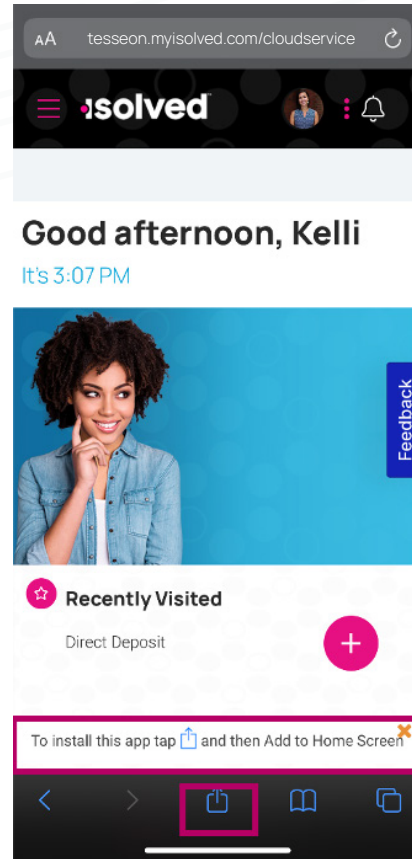 AA tesseon.myisolved.com/cloudservice
isolved
Good afternoon, Kelli
It's 3:07 PM
Feedback
Recently Visited
Direct Deposit
To install this app tap and then Add to Home Screen